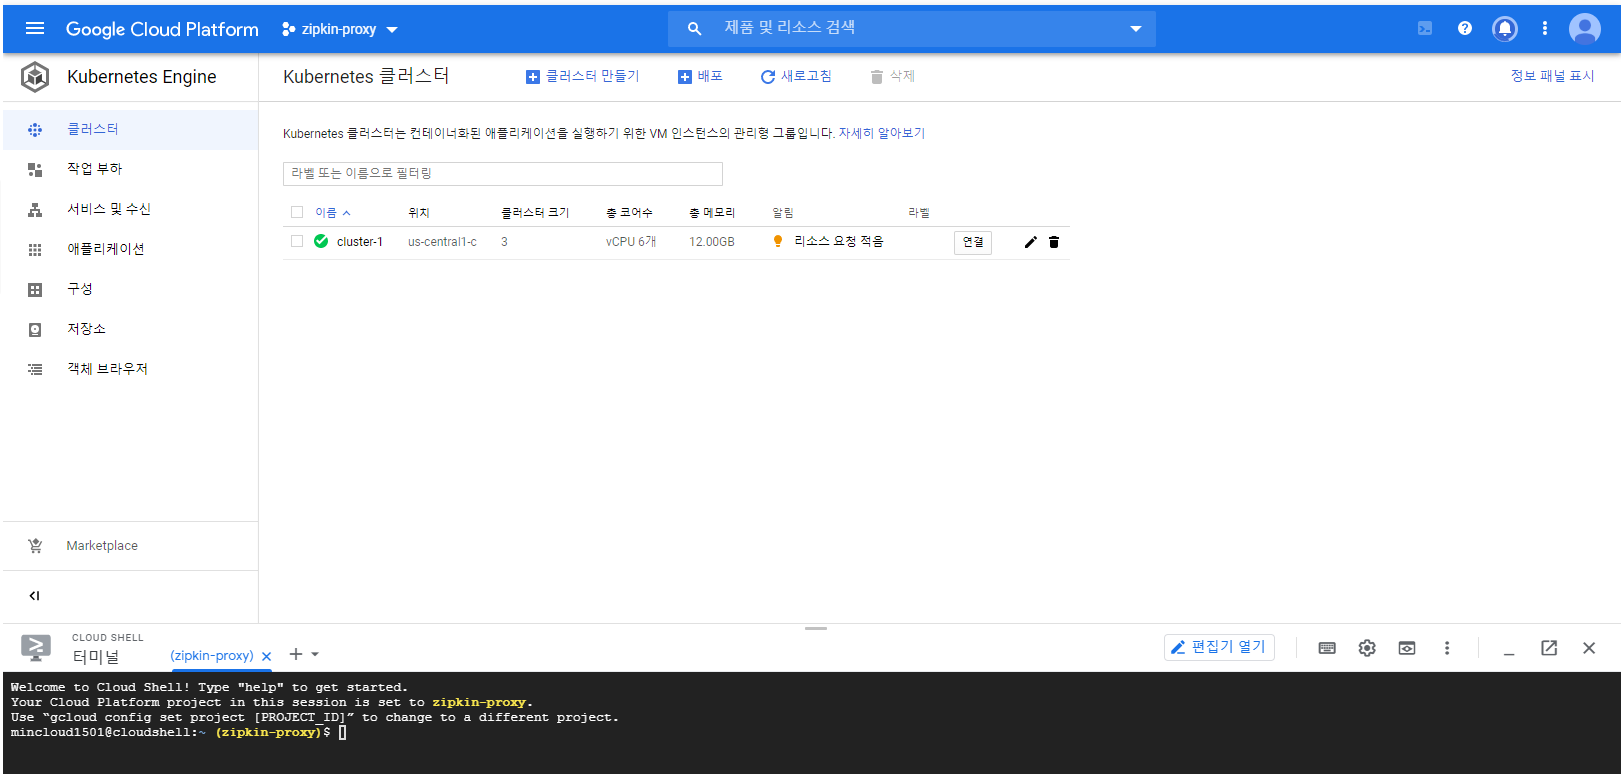 Google Cloud Platform zipkin-proxy 제품 및 리소스 검색
Kubernetes Engine
Kubernetes 클러스터 클러스터 만들기 배포 새로고침 삭제 정보 패널 표시
클러스터
작업 부하
서비스 및 수신
애플리케이션
구성
저장소
객체 브라우저
Marketplace
Kubernetes 클러스터는 컨테이너화된 애플리케이션을 실행하기 위한 VM 인스턴스의 관리형 그룹입니다. 자세히 알아보기
라벨 또는 이름으로 필터링
이름 위치 클러스터 크기 총 코어수 총 메모리 알림 라벨
cluster-1 us-central1-c 3 vCPU 6개 12.00GB 리소스 요청 적음 연결
CLOUD SHELL
터미널 (zipkin-proxy) 편집기 열기
Welcome to Cloud Shell! Type "help" to get started.
Your Cloud Platform project in this session is set to zipkin-proxy.
Use “gcloud config set project [PROJECT_ID]” to change to a different project.
mincloud1501@cloudshell:~ (zipkin-proxy)$